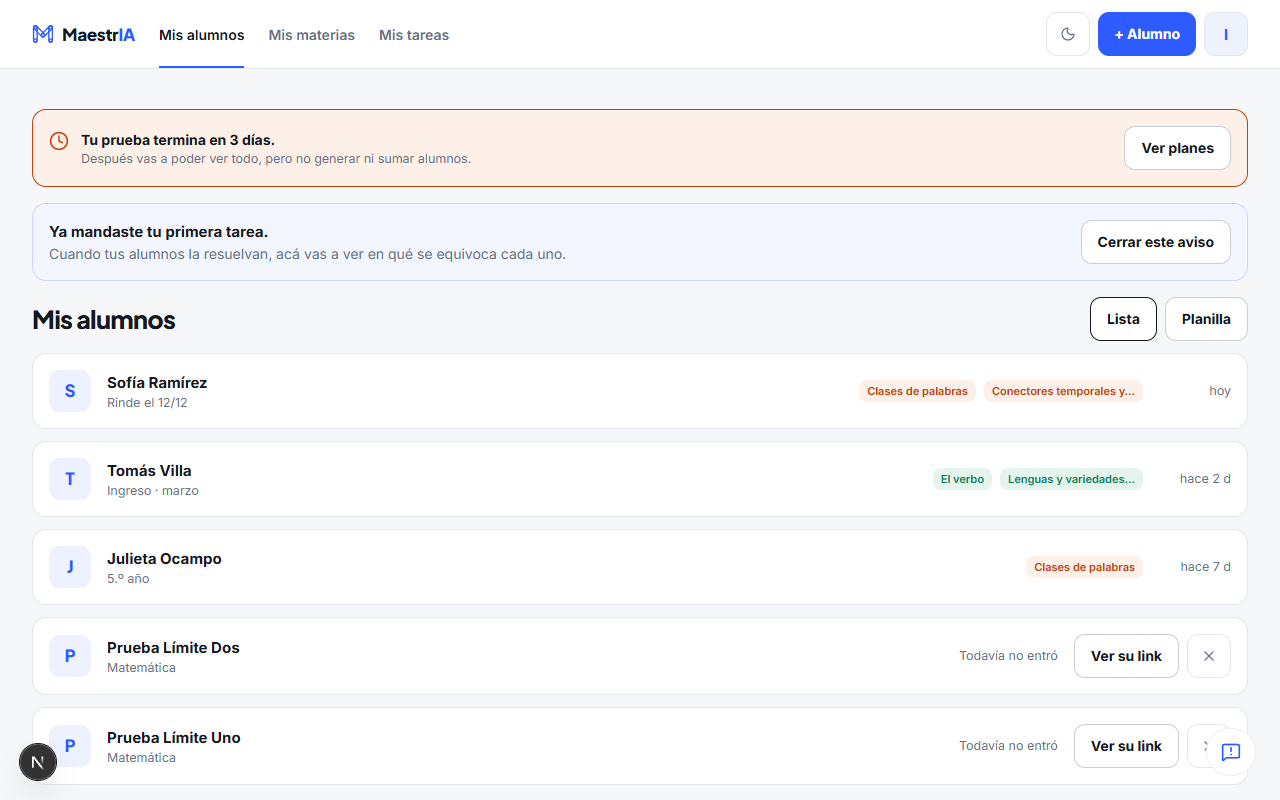 MaestrIA
Mis alumnos
Mis materias
Mis tareas
+ Alumno
I
Tu prueba termina en 3 días.
Después vas a poder ver todo, pero no generar ni sumar alumnos.
Ver planes
Ya mandaste tu primera tarea.
Cuando tus alumnos la resuelvan, acá vas a ver en qué se equivoca cada uno.
Cerrar este aviso
Mis alumnos
Lista
Planilla
S
Sofía Ramírez
Rinde el 12/12
Clases de palabras
Conectores temporales y...
hoy
T
Tomás Villa
Ingreso · marzo
El verbo
Lenguas y variedades...
hace 2 d
J
Julieta Ocampo
5.º año
Clases de palabras
hace 7 d
P
Prueba Límite Dos
Matemática
Todavía no entró
Ver su link
P
Prueba Límite Uno
Matemática
Todavía no entró
Ver su link
N